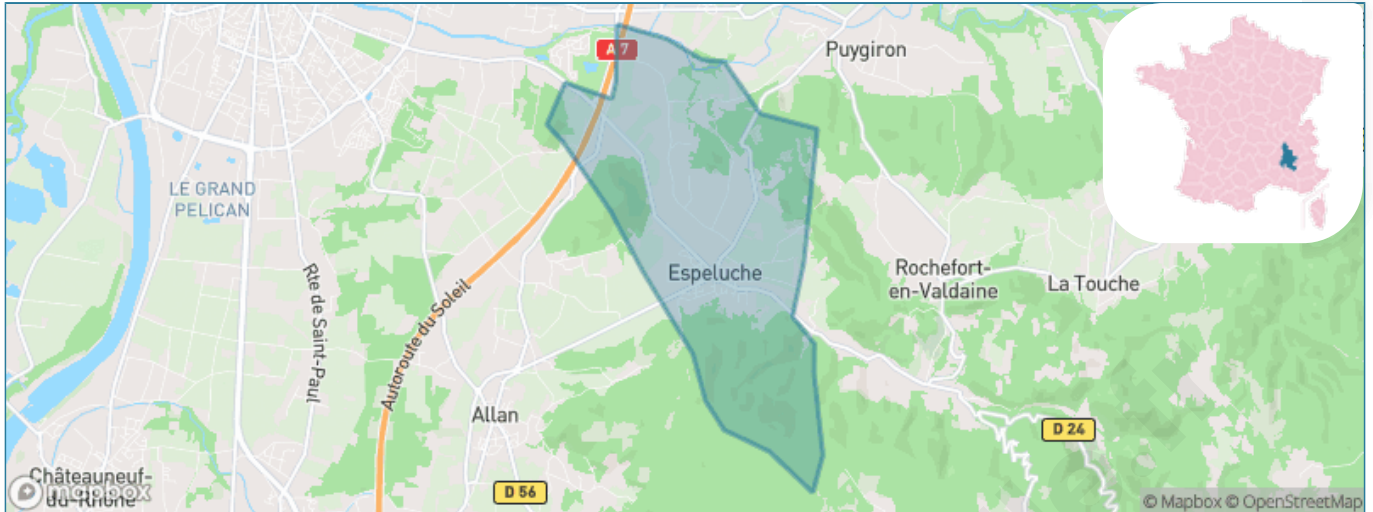 A 7
Puygiron
LE GRAND
PELICAN
Espeluche
Rochefort-
en-Valdaine
La Touche
Rte de Saint-Paul
Autoroute du Soleil
Allan
D 24
Châteauneuf-
du-Rhône
mapbox
D 56
© Mapbox © OpenStreetMap